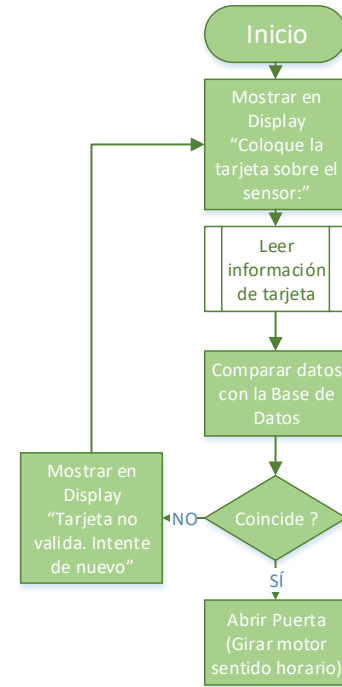 Inicio
Mostrar en
Display
“Coloque la
tarjeta sobre el
sensor:”
Leer
información
de tarjeta
Comparar datos
con la Base de
Datos
Coincide ?
NO
Mostrar en
Display
“Tarjeta no
valida. Intente
de nuevo”
SÍ
Abrir Puerta
(Girar motor
sentido horario)